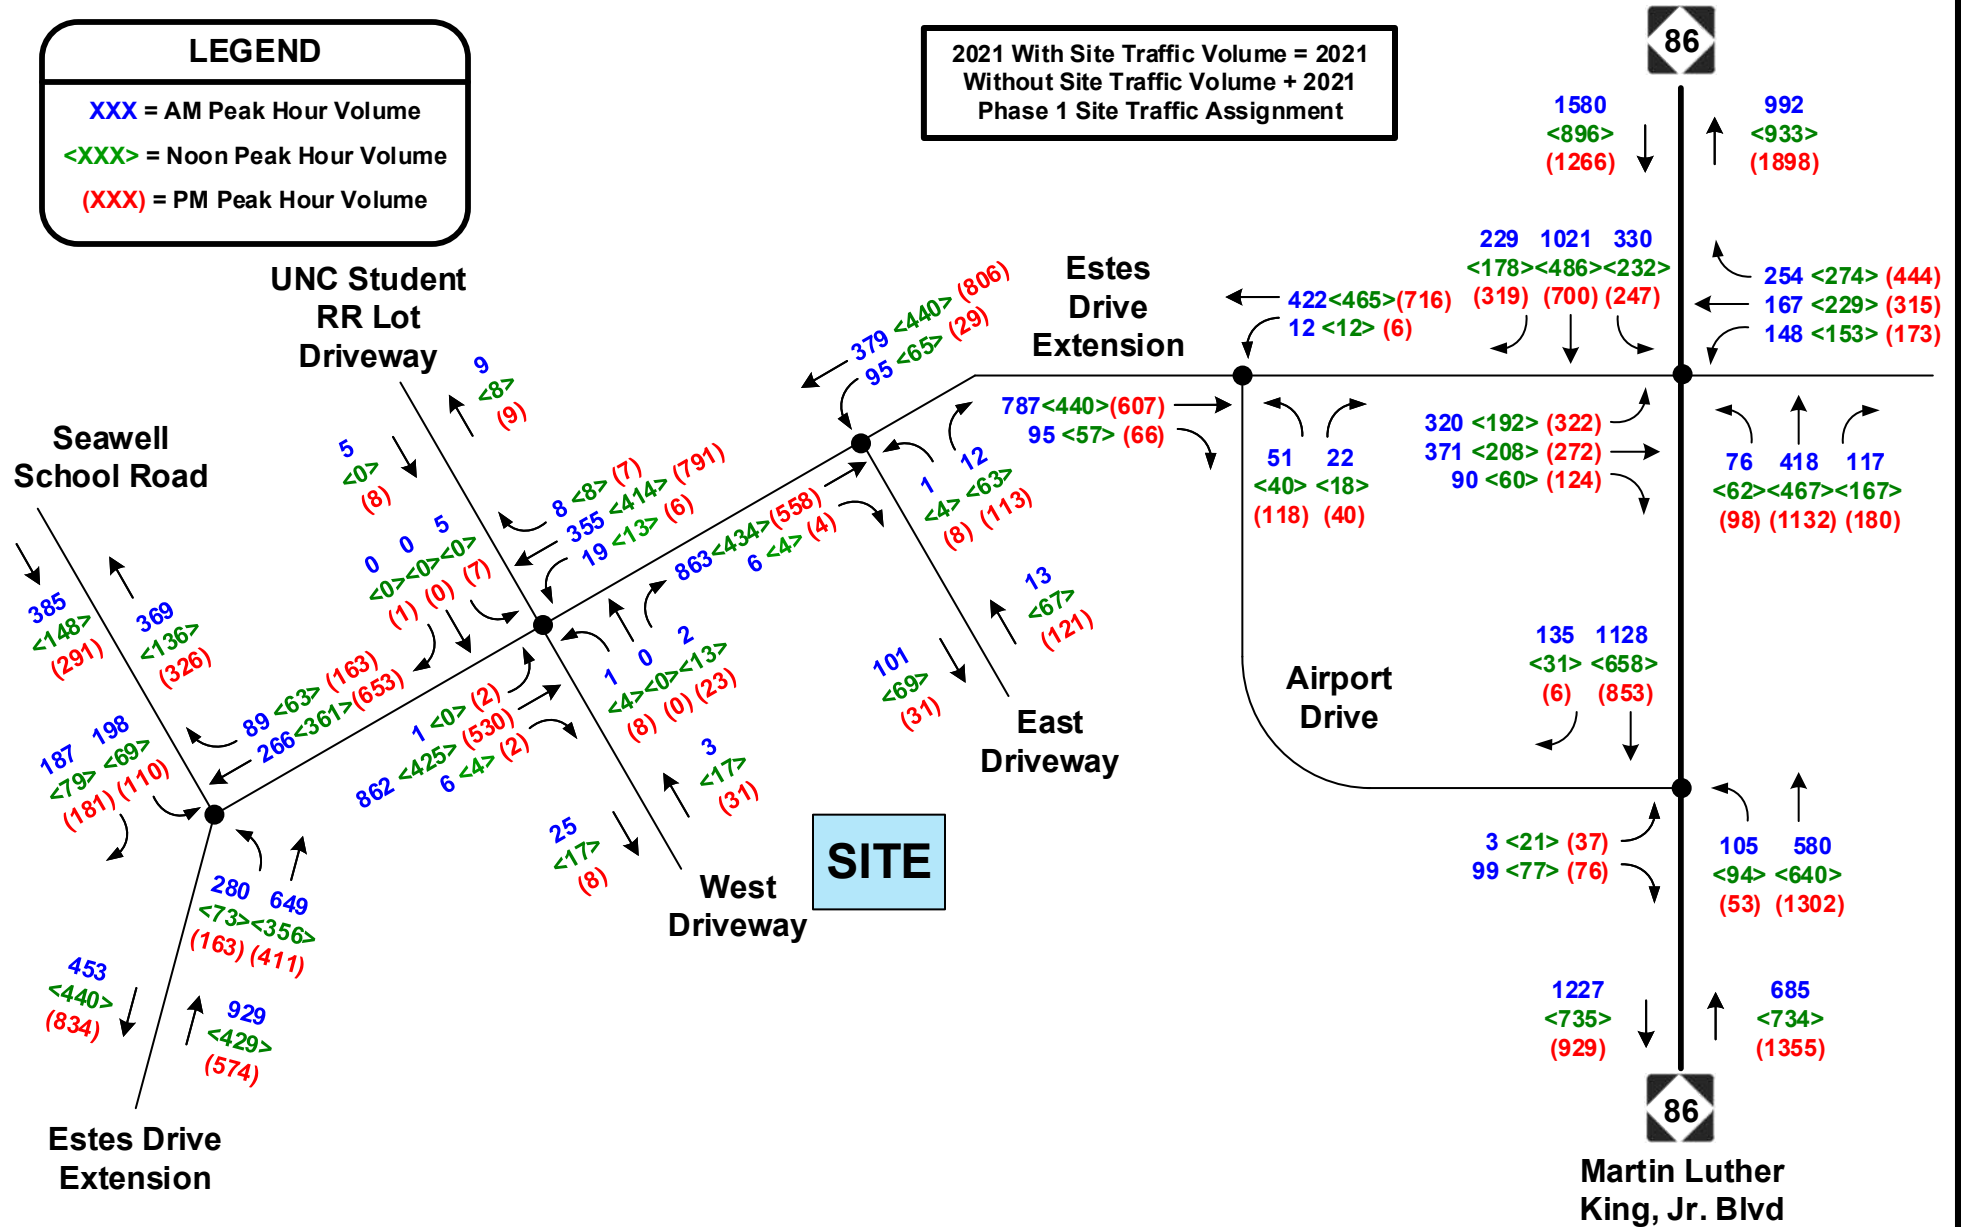 LEGEND
XXX = AM Peak Hour Volume
<XXX> = Noon Peak Hour Volume
(XXX) = PM Peak Hour Volume
2021 With Site Traffic Volume = 2021
Without Site Traffic Volume + 2021
Phase 1 Site Traffic Assignment
86
1580
<896>
(1266)
992
<933>
(1898)
229 1021 330
<178><486><232>
(319) (700) (247)
254 <274> (444)
167 <229> (315)
148 <153> (173)
UNC Student
RR Lot
Driveway
9
<8>
(9)
5
<0>
(8)
379 <440> (806)
95 <65> (29)
Estes
Drive
Extension
422<465>(716)
12 <12> (6)
787<440>(607)
95 <57> (66)
51 22
<40> <18>
(118) (40)
320 <192> (322)
371 <208> (272)
90 <60> (124)
76 418 117
<62><467><167>
(98) (1132) (180)
Seawell
School Road
385
<148>
(291)
369
<136>
(326)
0 0 5
<0><0><0>
(1) (0) (7)
8 <8> (7)
355 <414> (791)
19 <13> (6)
863<434>(558)
6 <4> (4)
1 12
<4> <63>
(8) (113)
13
<67>
(121)
101
<69>
(31)
East
Driveway
89 <63> (163)
266<361>(653)
187 198
<79> <69>
(181) (110)
1 <0> (2)
862 <425> (530)
6 <4> (2)
1 0 2
<4><0><13>
(8) (0) (23)
3
<17>
(31)
25
<17>
(8)
West
Driveway
SITE
Airport
Drive
135 1128
<31> <658>
(6) (853)
3 <21> (37)
99 <77> (76)
105 580
<94> <640>
(53) (1302)
280 649
<73><356>
(163) (411)
453
<440>
(834)
929
<429>
(574)
Estes Drive
Extension
1227
<735>
(929)
685
<734>
(1355)
86
Martin Luther
King, Jr. Blvd